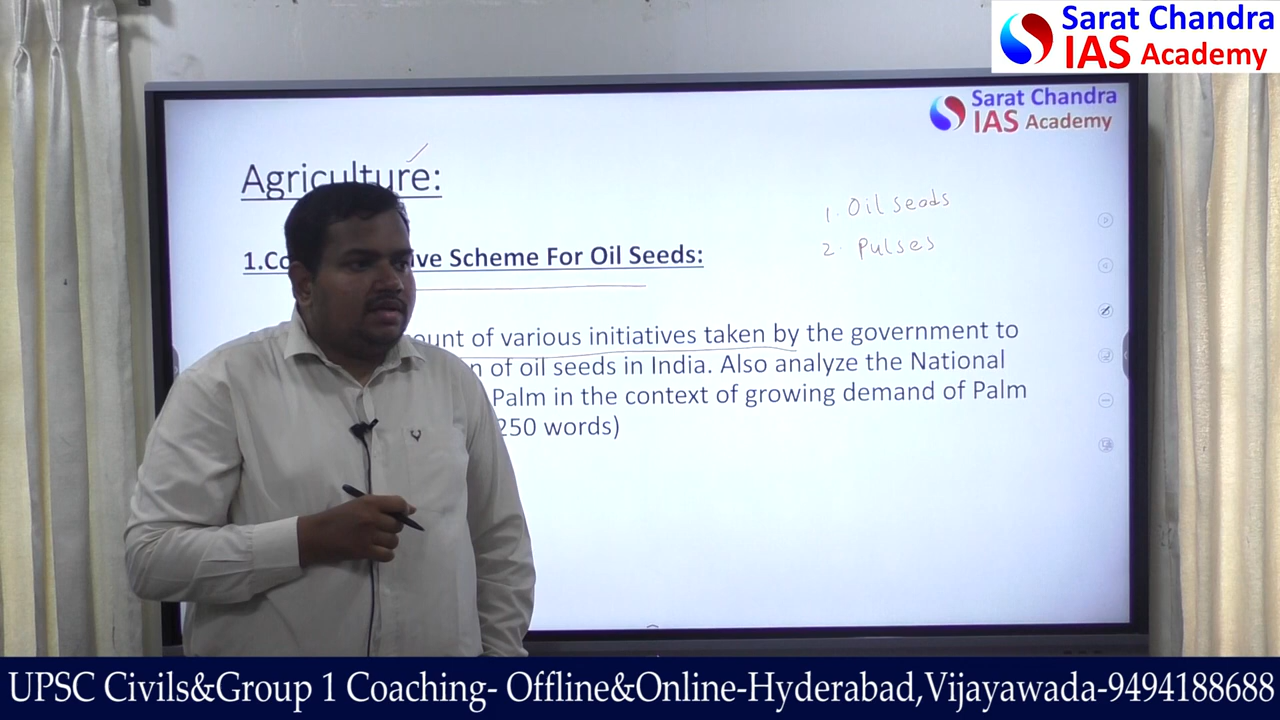 Sarat Chandra
IAS Academy
Sarat Chandra
IAS Academy
Agriculture:
1. Oil seads
2. Pulses
1.Co ive Scheme For Oil Seeds:
ount of various initiatives taken by the government to
n of oil seeds in India. Also analyze the National
Palm in the context of growing demand of Palm
250 words)
UPSC Civils&Group 1 Coaching- Offline&Online-Hyderabad,Vijayawada-9494188688